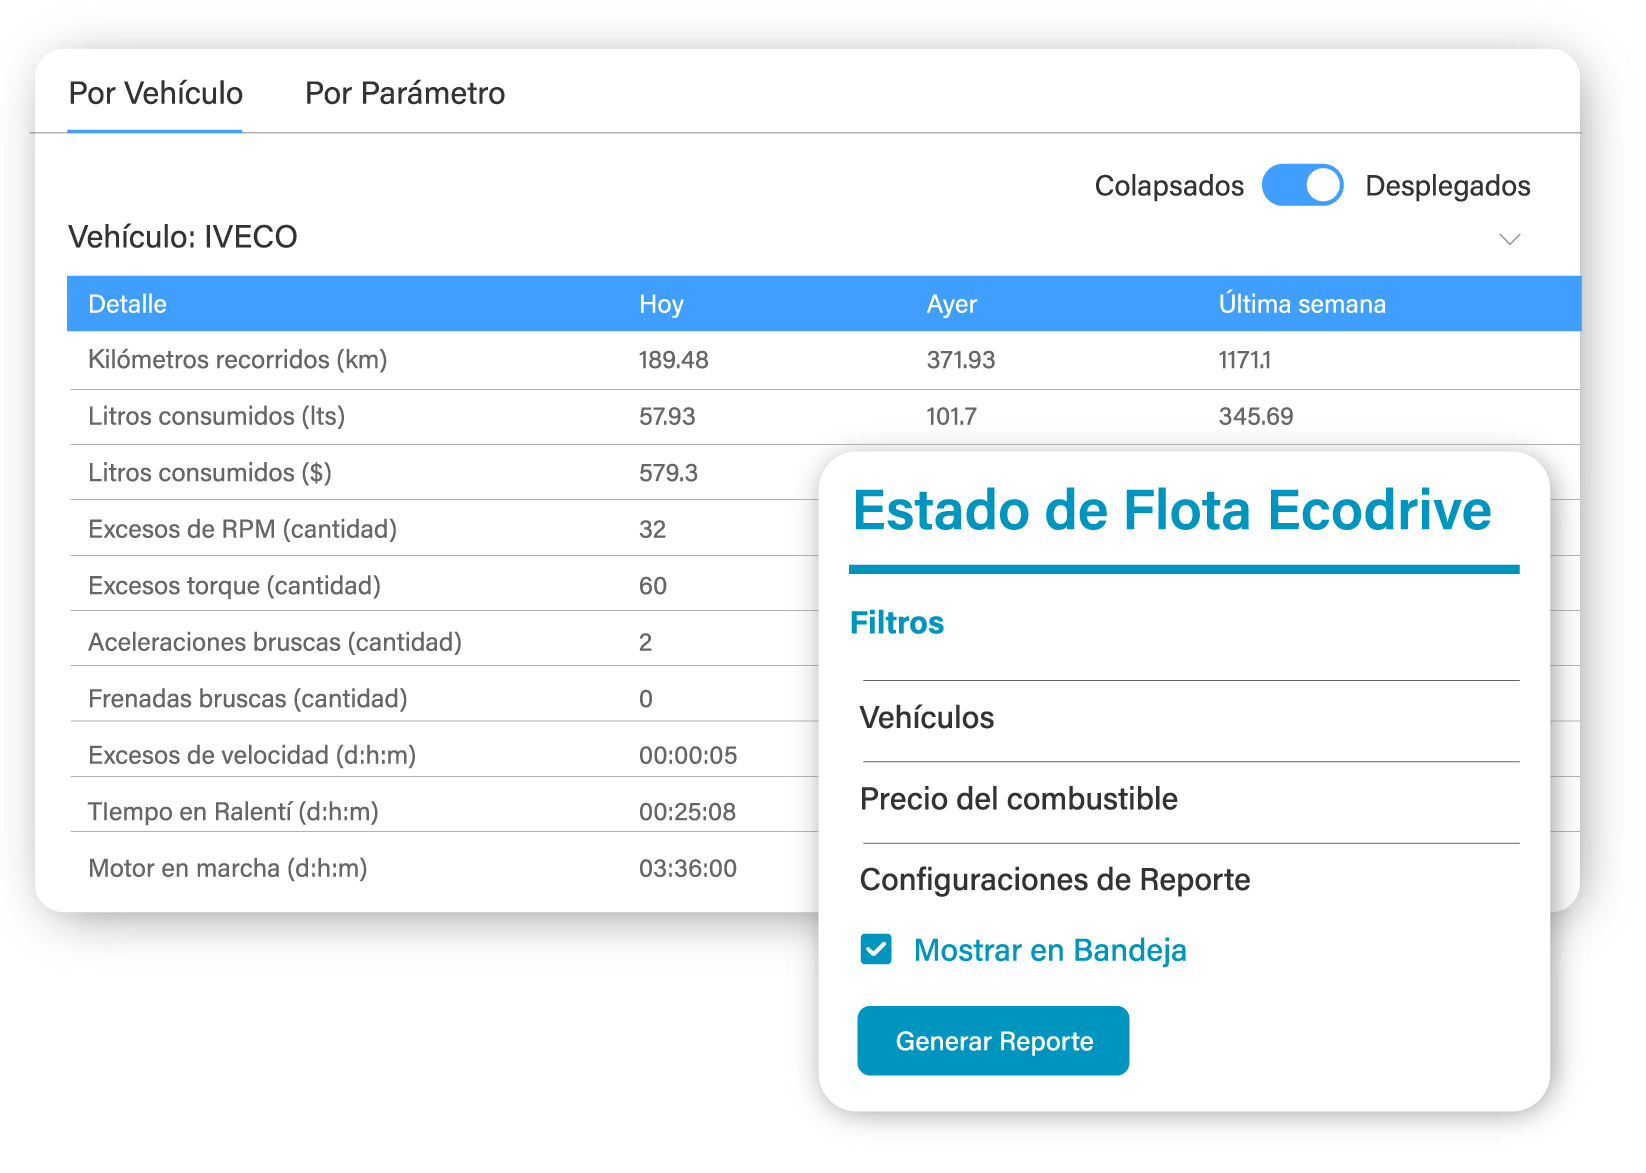 Por Vehículo Por Parámetro
Colapsados Desplegados
Vehículo: IVECO
Detalle Hoy Ayer Última semana
Kilómetros recorridos (km) 189.48 371.93 1171.1
Litros consumidos (lts) 57.93 101.7 345.69
Litros consumidos ($) 579.3
Excesos de RPM (cantidad) 32
Excesos torque (cantidad) 60
Aceleraciones bruscas (cantidad) 2
Frenadas bruscas (cantidad) 0
Excesos de velocidad (d:h:m) 00:00:05
TIempo en Ralentí (d:h:m) 00:25:08
Motor en marcha (d:h:m) 03:36:00
Estado de Flota Ecodrive
Filtros
Vehículos
Precio del combustible
Configuraciones de Reporte
Mostrar en Bandeja
Generar Reporte